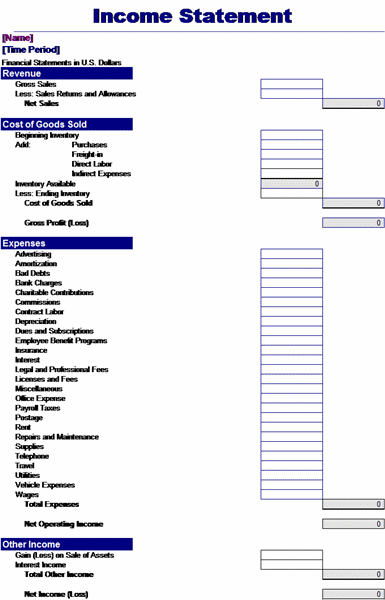 Income Statement
[Name]
[Time Period]
Financial Statements in U.S. Dollars
Revenue
Gross Sales
Less: Sales Returns and Allowances
Net Sales 0
Cost of Goods Sold
Beginning Inventory
Add: Purchases
Freight-in
Direct Labor
Indirect Expenses
Inventory Available 0
Less: Ending Inventory
Cost of Goods Sold 0
Gross Profit (Loss) 0
Expenses
Advertising
Amortization
Bad Debts
Bank Charges
Charitable Contributions
Commissions
Contract Labor
Depreciation
Dues and Subscriptions
Employee Benefit Programs
Insurance
Interest
Legal and Professional Fees
Licenses and Fees
Miscellaneous
Office Expense
Payroll Taxes
Postage
Rent
Repairs and Maintenance
Supplies
Telephone
Travel
Utilities
Vehicle Expenses
Wages
Total Expenses 0
Net Operating Income 0
Other Income
Gain (Loss) on Sale of Assets
Interest Income
Total Other Income 0
Net Income (Loss) 0